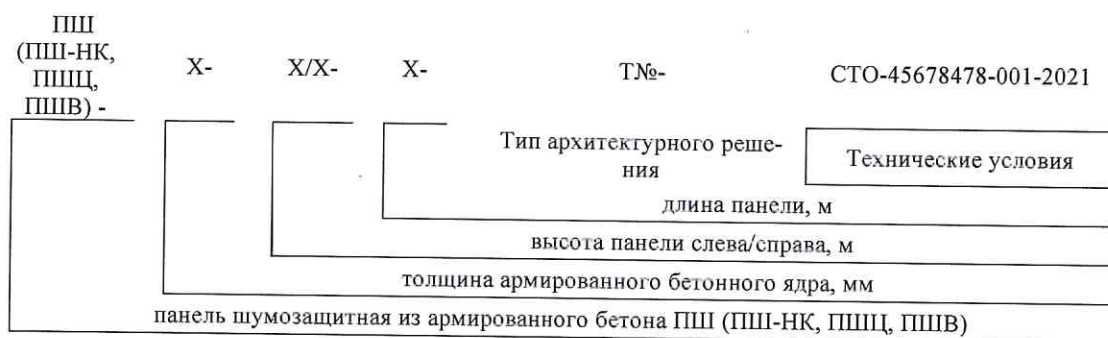 ПШ
(ПШ-НК,
ПШЦ,
ПШВ) -
Х-
Х/Х-
Х-
Т№-
СТО-45678478-001-2021
Тип архитектурного реше-
ния
Технические условия
длина панели, м
высота панели слева/справа, м
толщина армированного бетонного ядра, мм
панель шумозащитная из армированного бетона ПШ (ПШ-НК, ПШЦ, ПШВ)